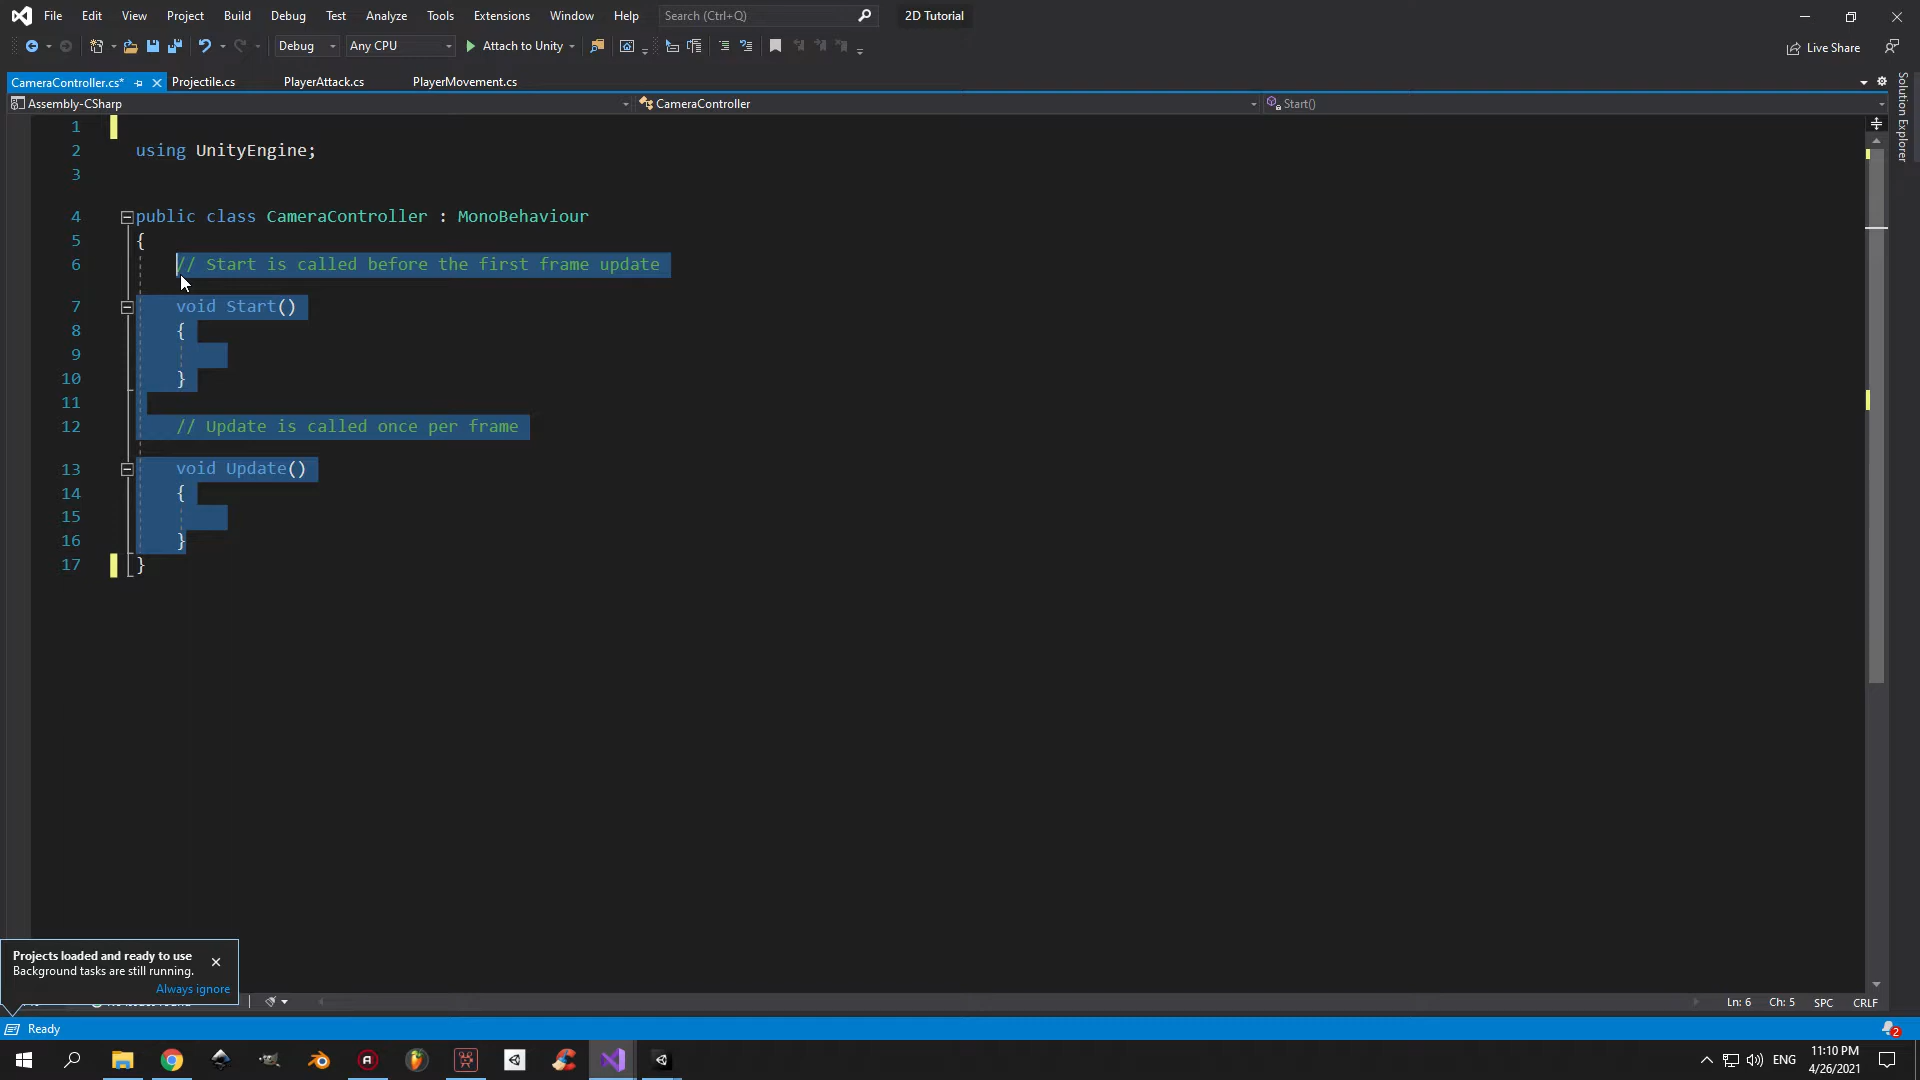 File Edit View Project Build Debug Test Analyze Tools Extensions Window Help Search (Ctrl+Q) 2D Tutorial
Debug Any CPU Attach to Unity Live Share
CameraController.cs* Projectile.cs PlayerAttack.cs PlayerMovement.cs
Assembly-CSharp CameraController Start()
Solution Explorer
1
2 using UnityEngine;
3
4 public class CameraController : MonoBehaviour
5 {
6 // Start is called before the first frame update
7 void Start()
8 {
9
10 }
11
12 // Update is called once per frame
13 void Update()
14 {
15
16 }
17 }
Projects loaded and ready to use
Background tasks are still running.
Always ignore
Ln: 6 Ch: 5 SPC CRLF
Ready 2
ENG 11:10 PM
4/26/2021